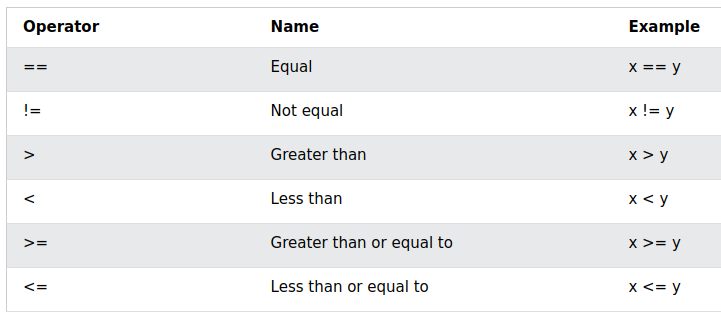 Operator Name Example
== Equal x == y
!= Not equal x != y
> Greater than x > y
< Less than x < y
>= Greater than or equal to x >= y
<= Less than or equal to x <= y